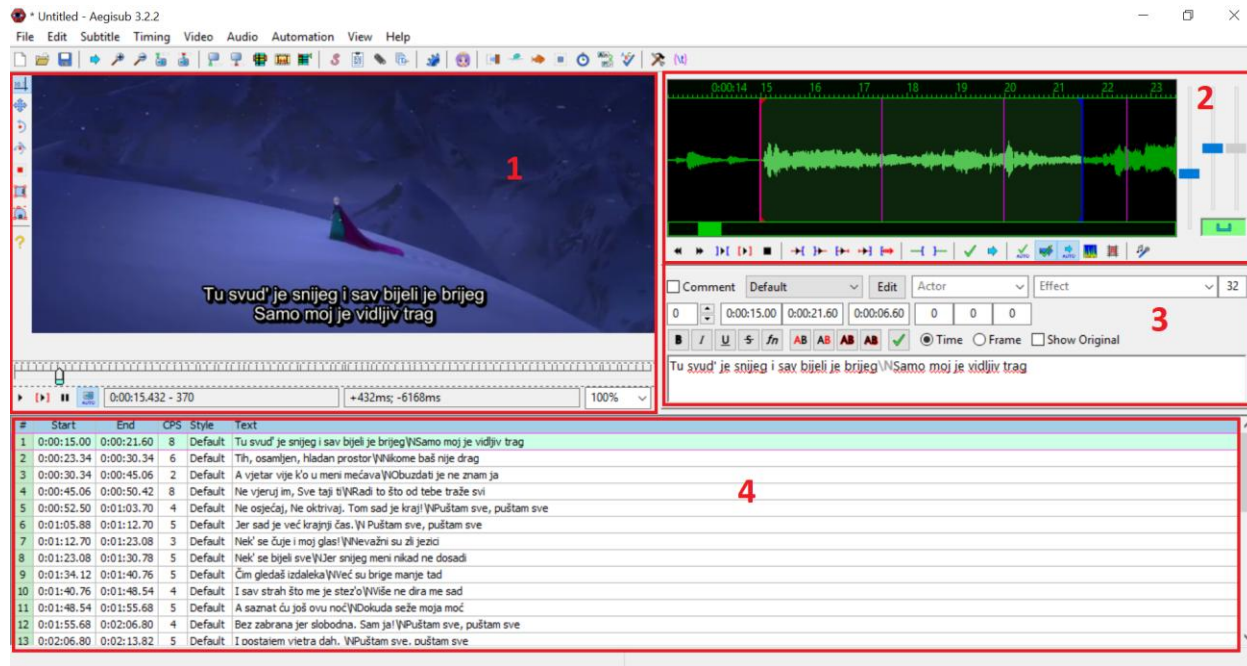 * Untitled - Aegisub 3.2.2
File Edit Subtitle Timing Video Audio Automation View Help
1
Tu svud' je snijeg i sav bijeli je brijeg
Samo moj je vidljiv trag
0:00:15.432 - 370
+432ms; -6168ms
100%
0:00:14 15 16 17 18 19 20 21 22 23
2
Comment Default Edit Actor Effect 32
0 0:00:15.00 0:00:21.60 0:00:06.60 0 0 0
3
B I U S fn AB AB AB AB Time Frame Show Original
Tu svud' je snijeg i sav bijeli je brijeg\NSamo moj je vidljiv trag
# Start End CPS Style Text
1 0:00:15.00 0:00:21.60 8 Default Tu svud' je snijeg i sav bijeli je brijeg\NSamo moj je vidljiv trag
2 0:00:23.34 0:00:30.34 6 Default Tih, osamljen, hladan prostor\NNikome baš nije drag
3 0:00:30.34 0:00:45.06 2 Default A vjetar vije k'o u meni mećava\NObuzdati je ne znam ja
4 0:00:45.06 0:00:50.42 8 Default Ne vjeruj im, Sve taji ti\NRadi to što od tebe traže svi
4
5 0:00:52.50 0:01:03.70 4 Default Ne osjećaj, Ne oktrivaj. Tom sad je kraj!\NPuštam sve, puštam sve
6 0:01:05.88 0:01:12.70 5 Default Jer sad je već krajnji čas.\N Puštam sve, puštam sve
7 0:01:12.70 0:01:23.08 3 Default Nek' se čuje i moj glas!\NNevažni su zli jezici
8 0:01:23.08 0:01:30.78 5 Default Nek' se bijeli sve\NJer snijeg meni nikad ne dosadi
9 0:01:34.12 0:01:40.76 5 Default Čim gledaš izdaleka\NVeć su brige manje tad
10 0:01:40.76 0:01:48.54 4 Default I sav strah što me je stez'o\NViše ne dira me sad
11 0:01:48.54 0:01:55.68 5 Default A saznat ću još ovu noć\NDokuda seže moja moć
12 0:01:55.68 0:02:06.80 4 Default Bez zabrana jer slobodna. Sam ja!\NPuštam sve, puštam sve
13 0:02:06.80 0:02:13.82 5 Default I postajem vjetra dah. \NPuštam sve, puštam sve